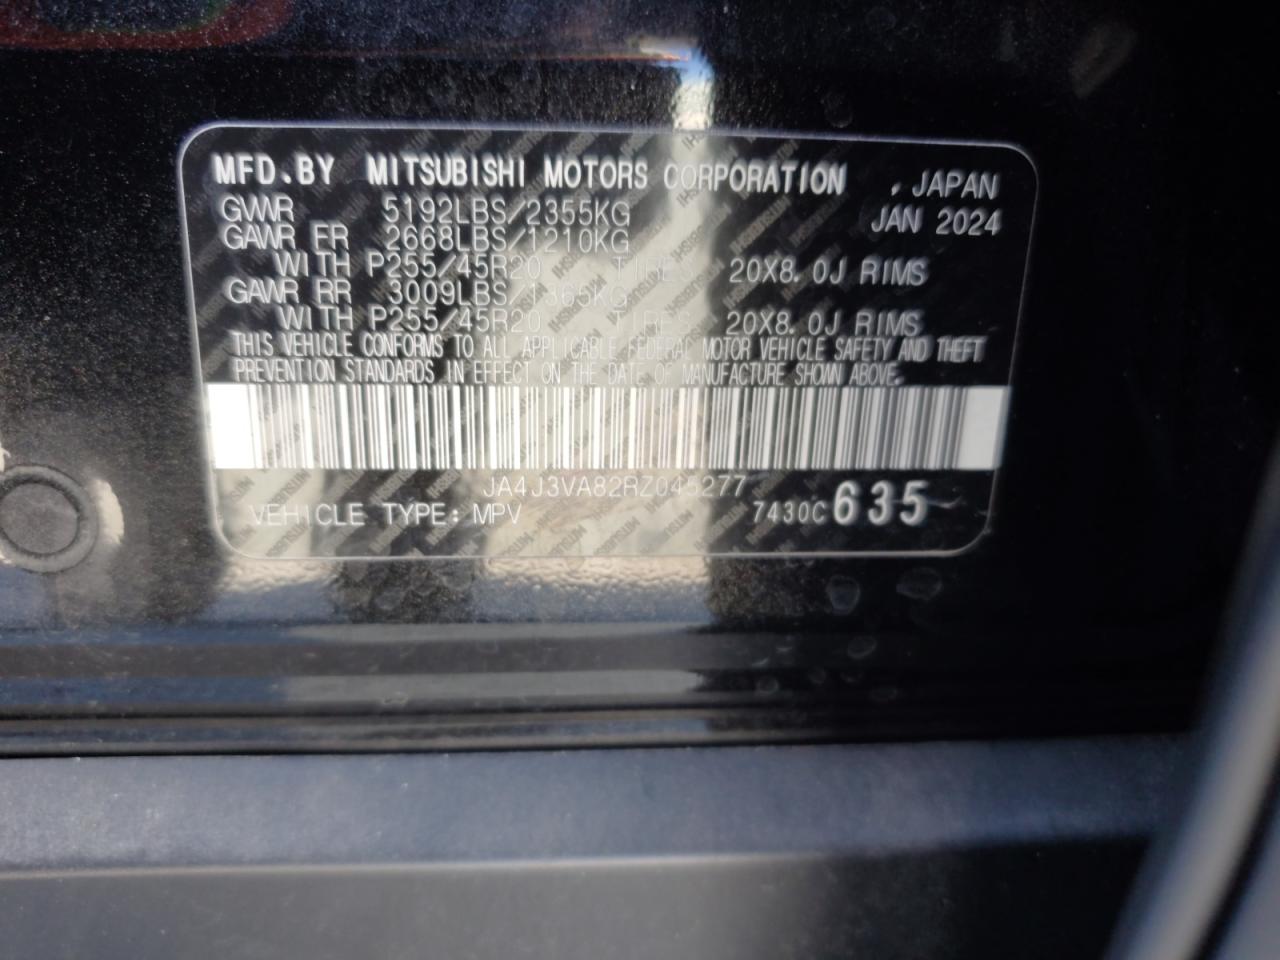 MFD.BY MITSUBISHI MOTORS CORPORATION , JAPAN
GVWR 5192LBS/2355KG JAN 2024
GAWR FR 2668LBS/1210KG
WITH P255/45R20 TIRES 20X8.0J RIMS
GAWR RR 3009LBS/1365KG
WITH P255/45R20 TIRES 20X8.0J RIMS
THIS VEHICLE CONFORMS TO ALL APPLICABLE FEDERAL MOTOR VEHICLE SAFETY AND THEFT
PREVENTION STANDARDS IN EFFECT ON THE DATE OF MANUFACTURE SHOWN ABOVE.
JA4J3VA82RZ045277
VEHICLE TYPE: MPV 7430C 635